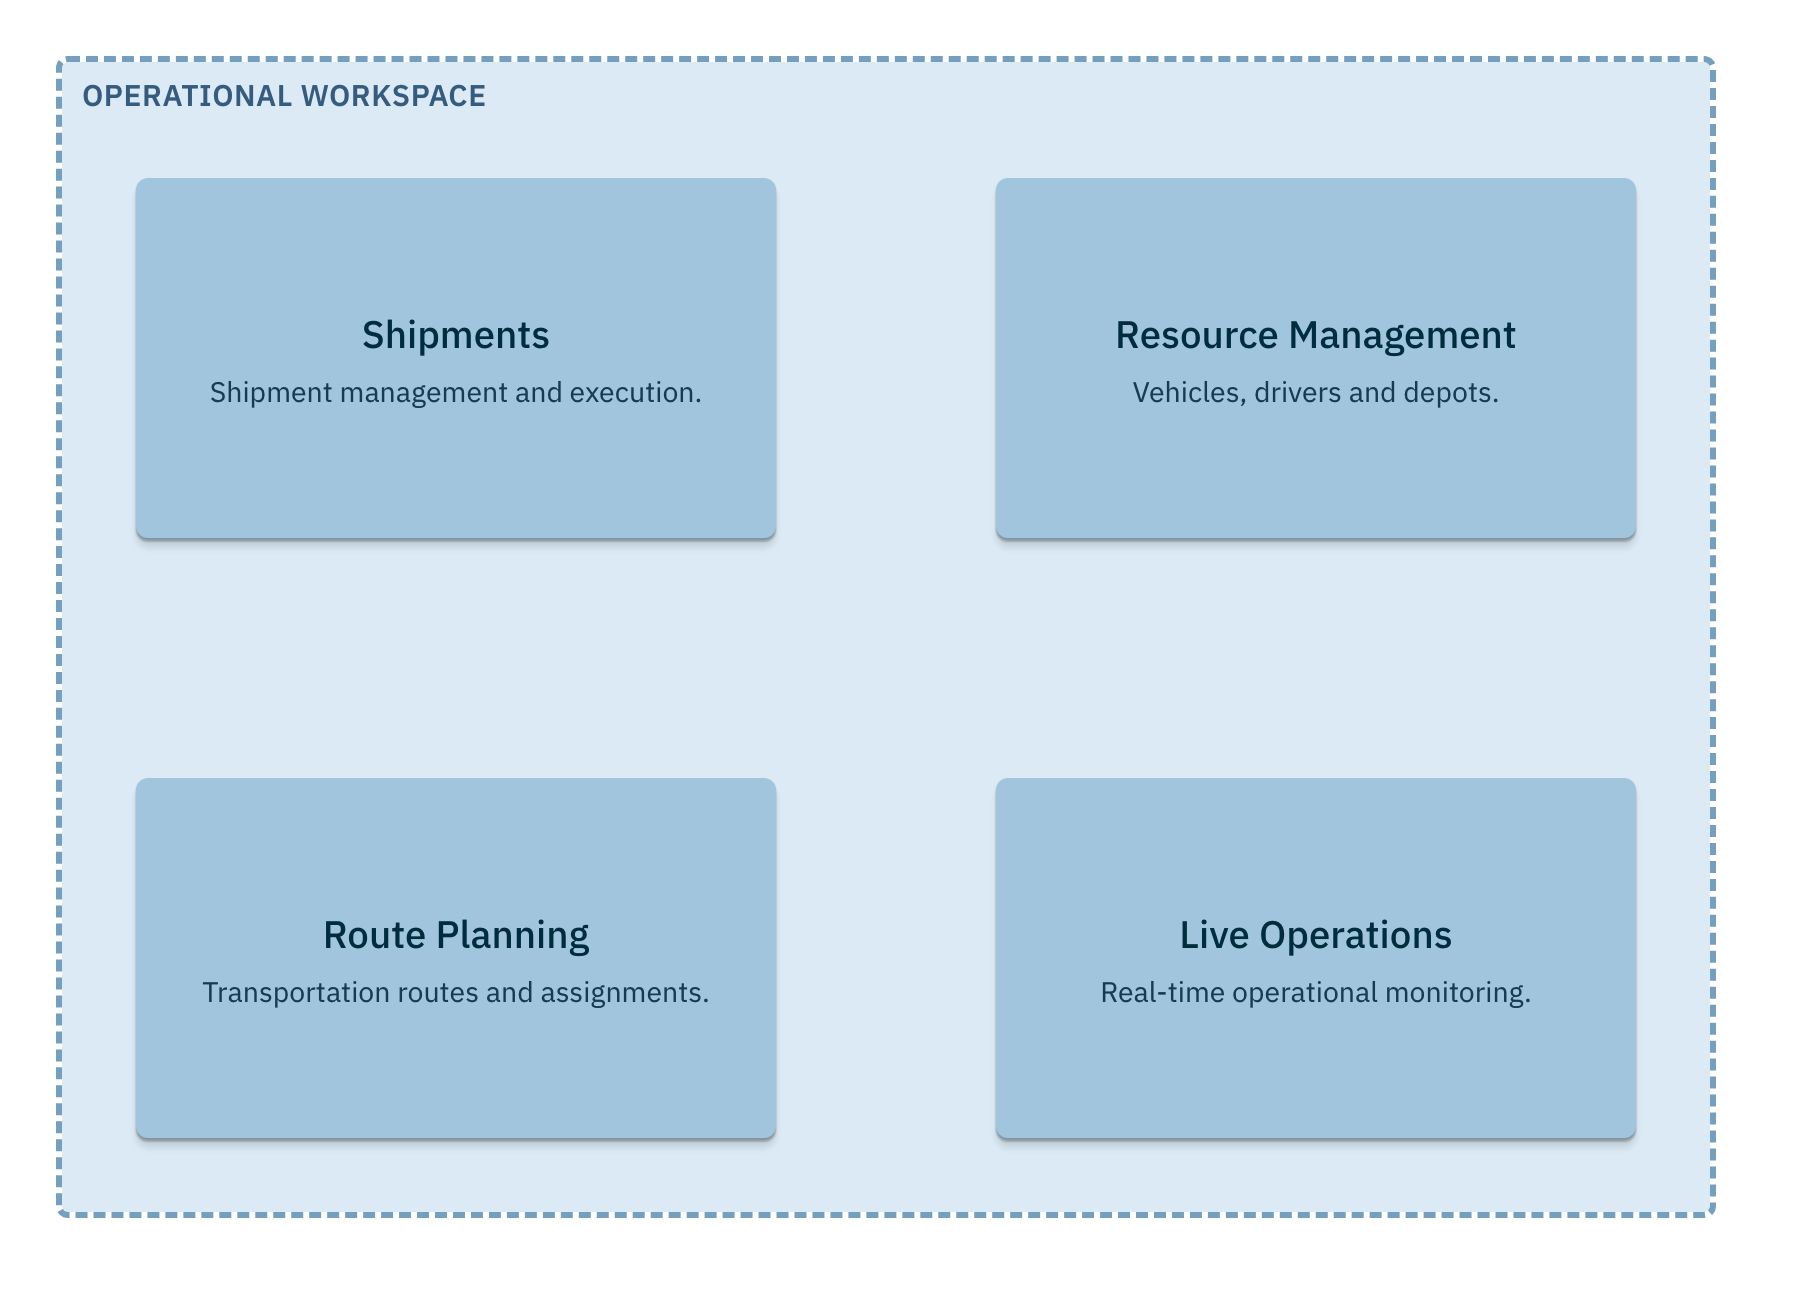 OPERATIONAL WORKSPACE
Shipments
Shipment management and execution.
Resource Management
Vehicles, drivers and depots.
Route Planning
Transportation routes and assignments.
Live Operations
Real-time operational monitoring.